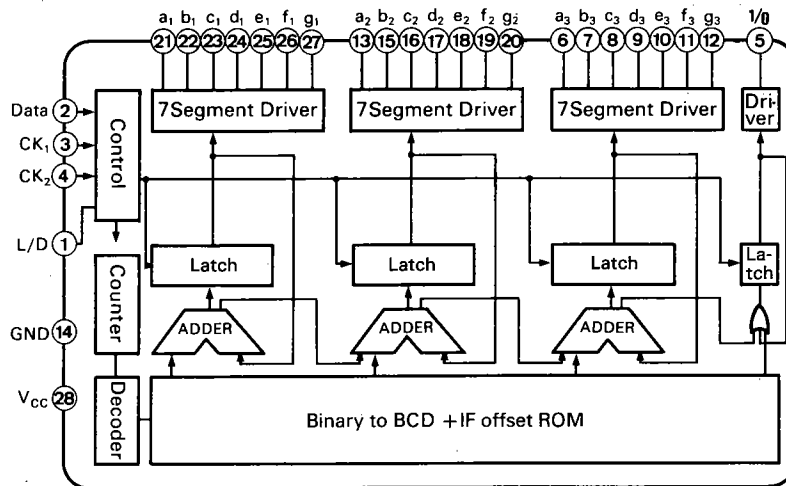 a₁ b₁ c₁ d₁ e₁ f₁ g₁ a₂ b₂ c₂ d₂ e₂ f₂ g₂ a₃ b₃ c₃ d₃ e₃ f₃ g₃ 1/0
21 22 23 24 25 26 27 13 15 16 17 18 19 20 6 7 8 9 10 11 12 5
7Segment Driver 7Segment Driver 7Segment Driver Dri-
ver
Data 2
CK₁ 3
CK₂ 4
L/D 1
Control
Latch Latch Latch La-
tch
Counter
GND 14
ADDER ADDER ADDER
Vcc 28
Decoder
Binary to BCD +IF offset ROM